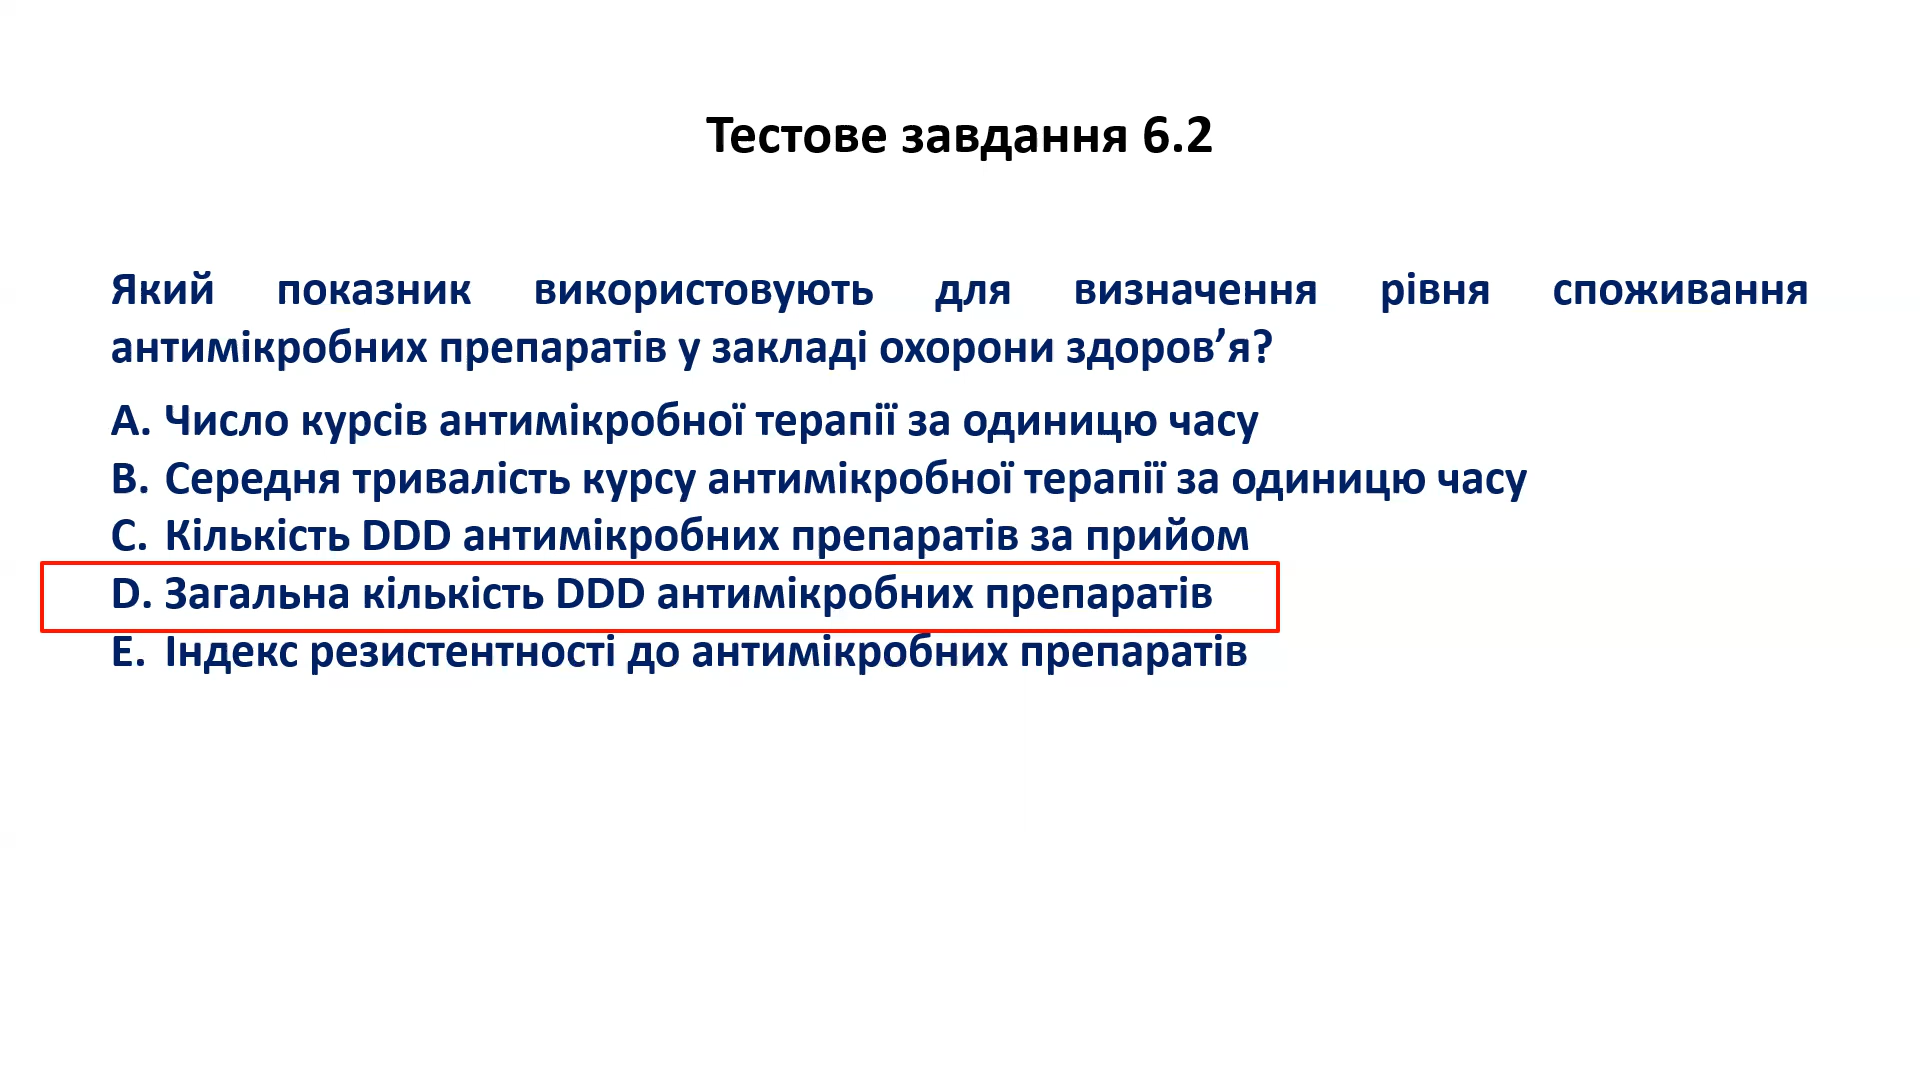 Тестове завдання 6.2
Який показник використовують для визначення рівня споживання
антимікробних препаратів у закладі охорони здоров’я?
A. Число курсів антимікробної терапії за одиницю часу
B. Середня тривалість курсу антимікробної терапії за одиницю часу
C. Кількість DDD антимікробних препаратів за прийом
D. Загальна кількість DDD антимікробних препаратів
E. Індекс резистентності до антимікробних препаратів